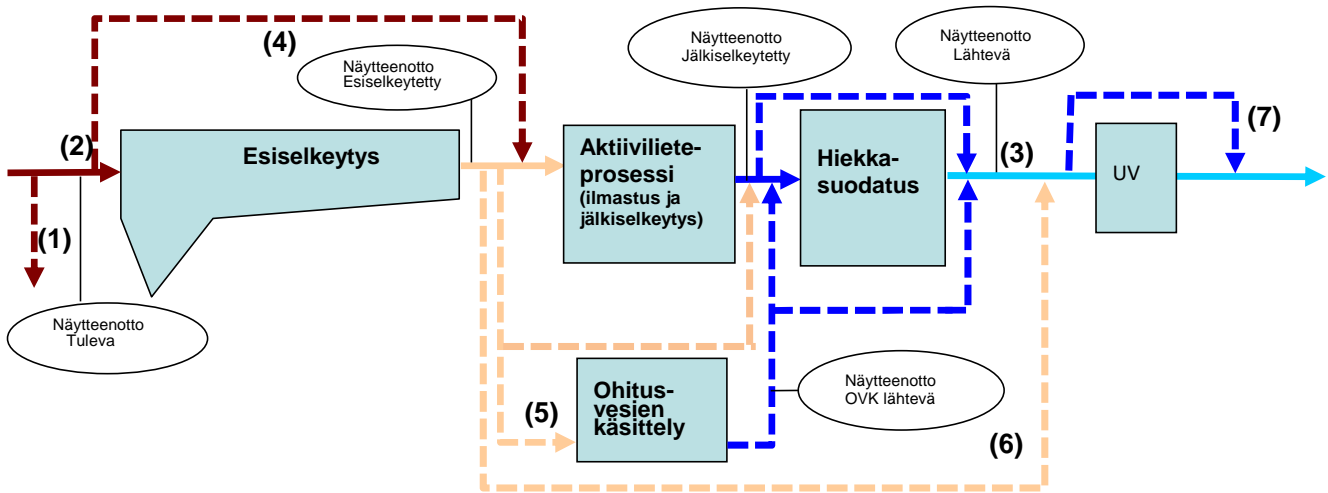 (4)
Näytteenotto
Esiselkeytetty
Näytteenotto
Jälkiselkeytetty
Näytteenotto
Lähtevä
(2)
Esiselkeytys
Aktiiviliete-
prosessi
(ilmastus ja
jälkiselkeytys)
Hiekka-
suodatus
(3)
UV
(7)
(1)
Näytteenotto
Tuleva
Ohitus-
vesien
käsittely
(5)
Näytteenotto
OVK lähtevä
(6)